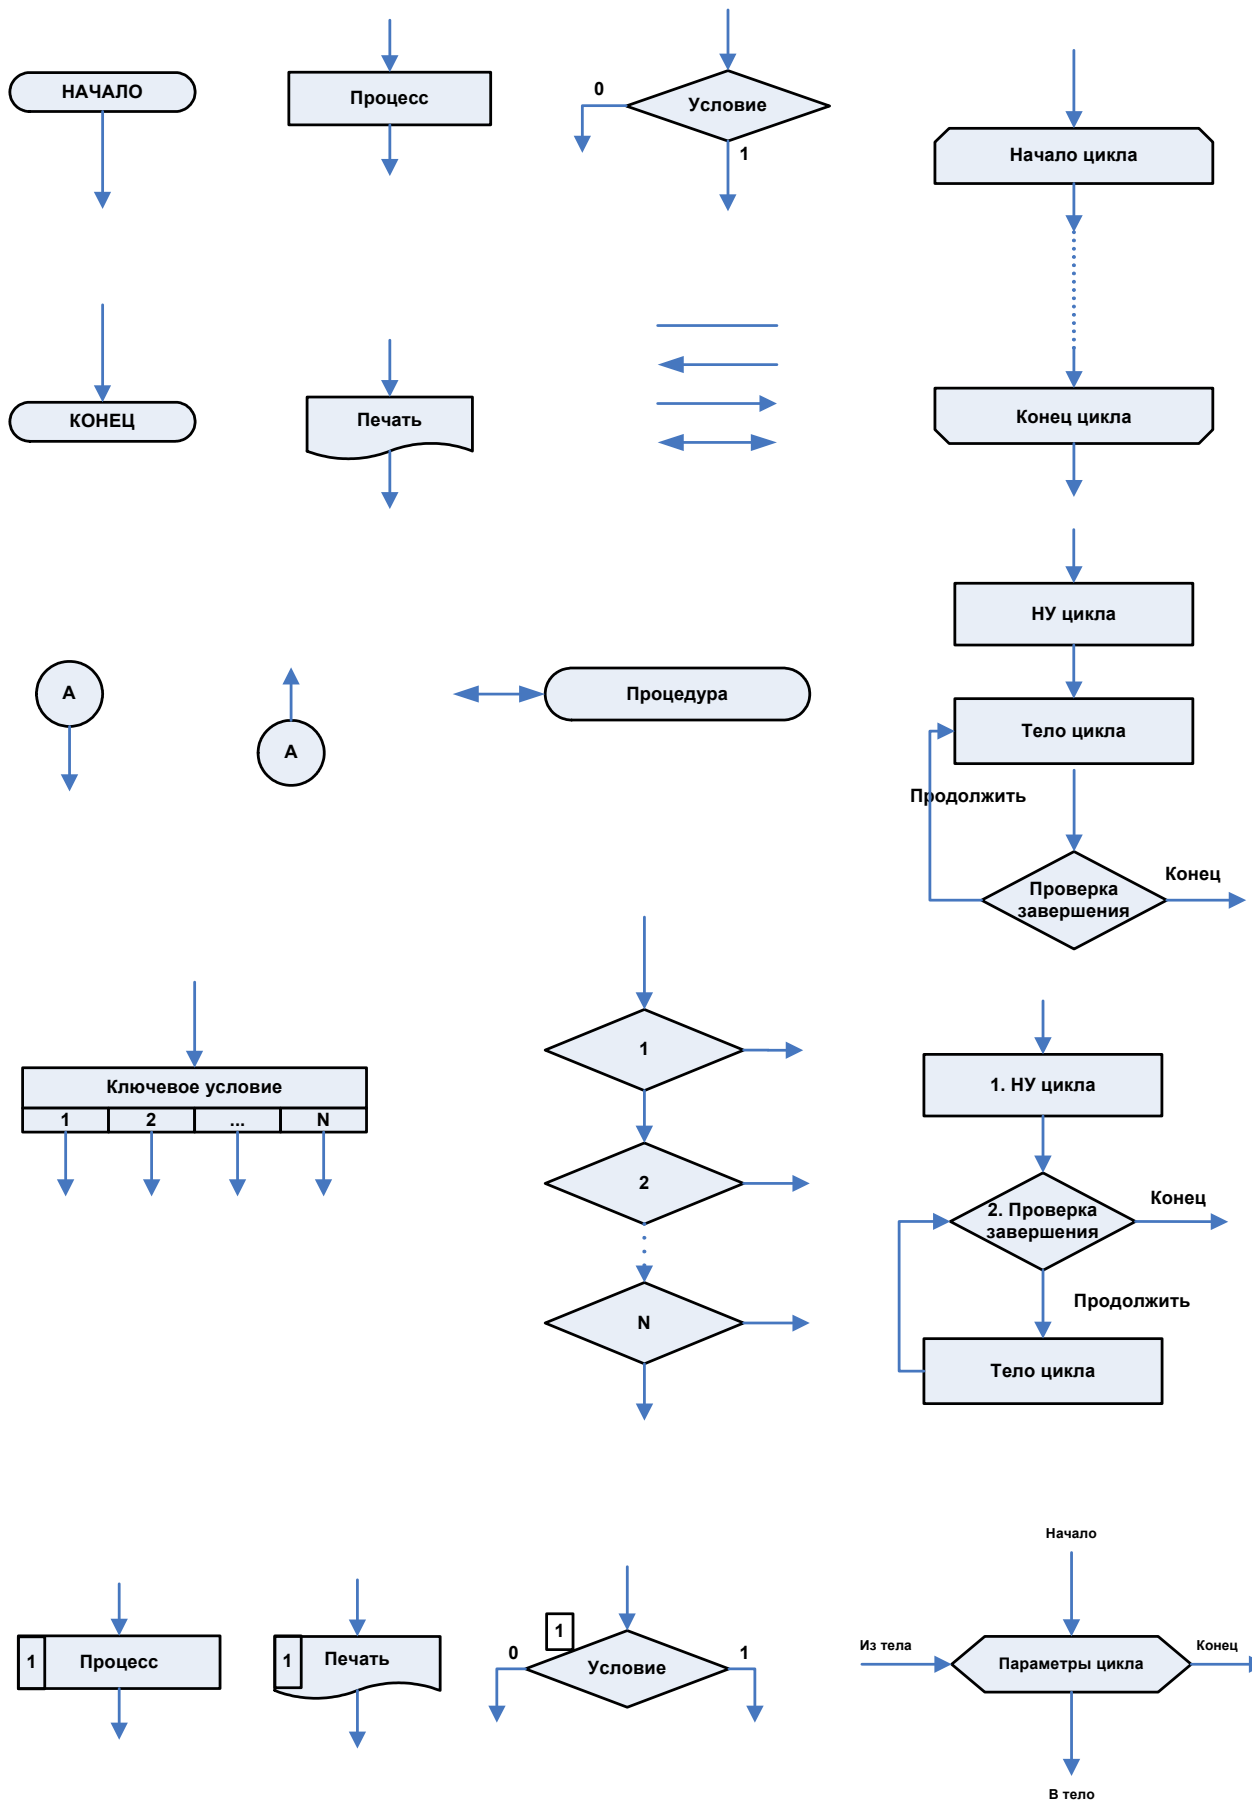 НАЧАЛО
Процесс
0
Условие
1
Начало цикла
КОНЕЦ
Печать
Конец цикла
НУ цикла
А
А
Процедура
Тело цикла
Продолжить
Проверка
завершения
Конец
Ключевое условие
1 2 ... N
1
2
N
1. НУ цикла
2. Проверка
завершения
Конец
Продолжить
Тело цикла
1
Процесс
1
Печать
1
0
Условие
1
Начало
Из тела
Параметры цикла
Конец
В тело